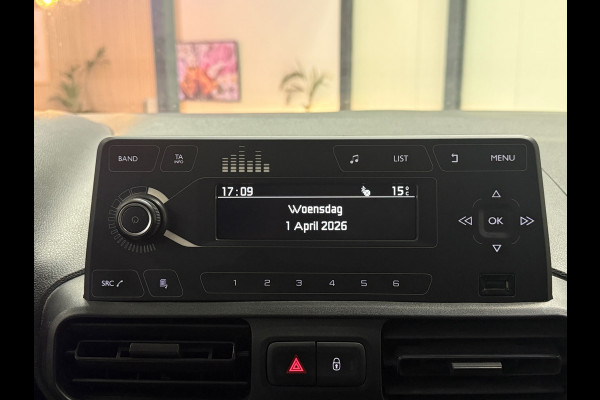 BAND
TA
INFO
LIST
MENU
17:09
15°C
Woensdag
1 April 2026
OK
SRC
1 2 3 4 5 6